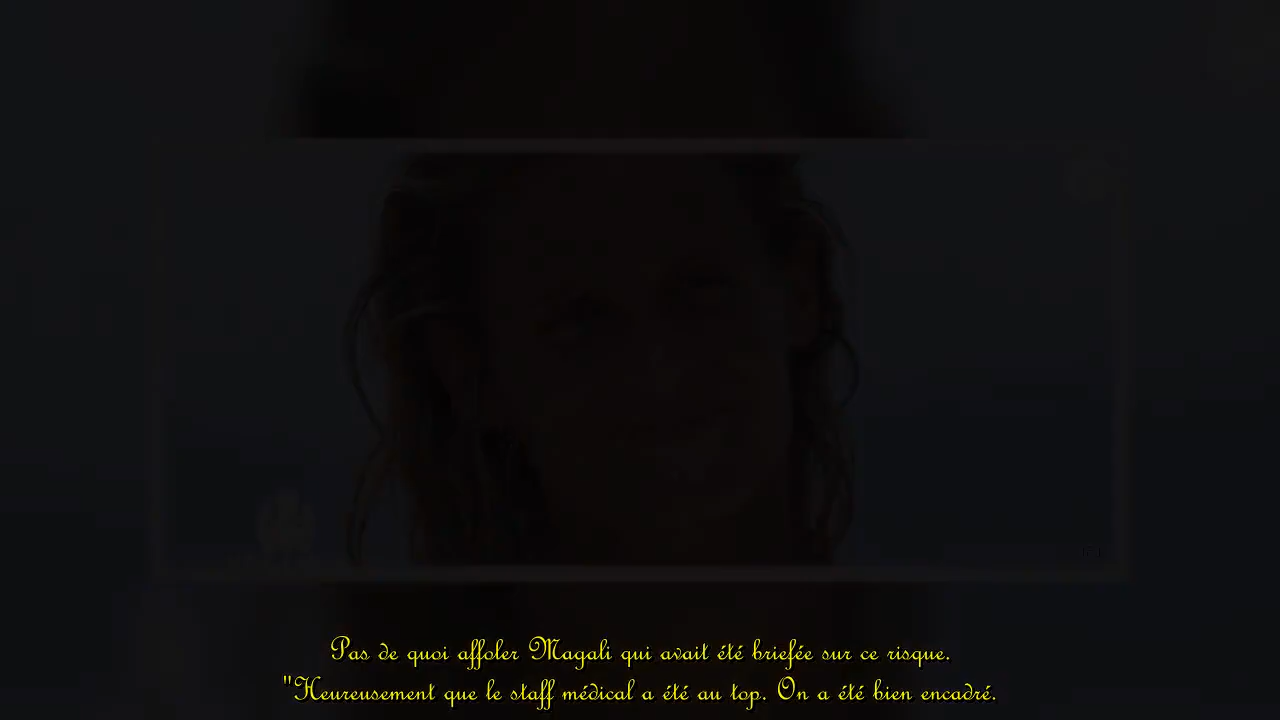 Pas de quoi affoler Magali qui avait été briefée sur ce risque.
"Heureusement que le staff médical a été au top. On a été bien encadré.